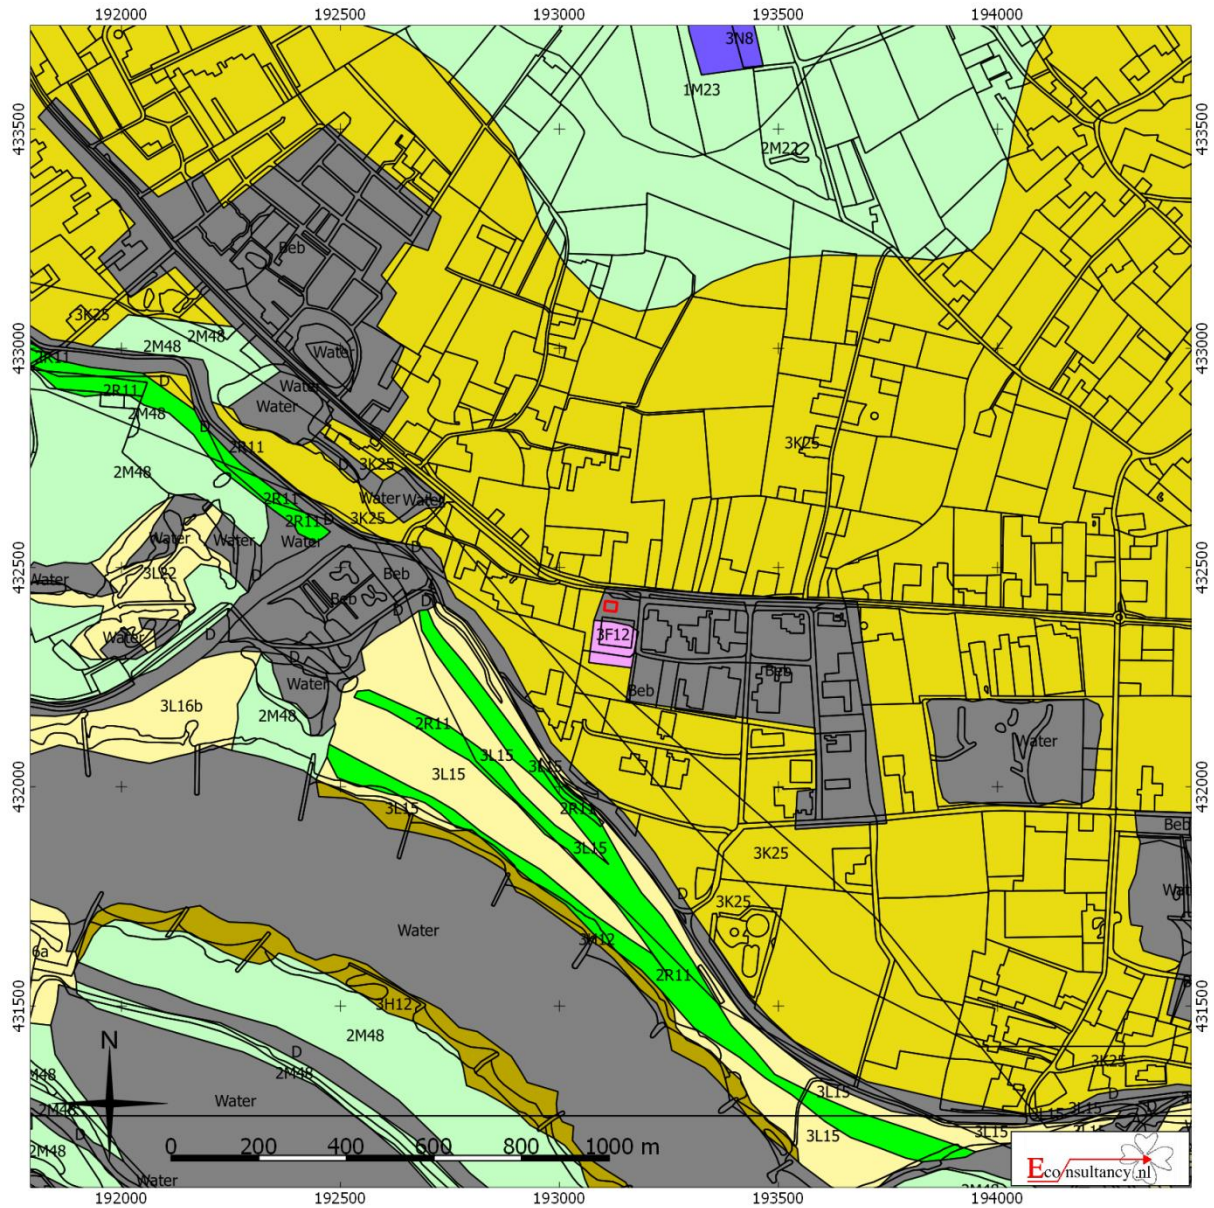 192000 192500 193000 193500 194000
3N8
1M23
433500 433500
2M22
Beb
3K25
2M48 2M48
433000 433000
Water
2R11
Water
2R11
D
Water
2M48
D
2R11
3K25
3K25
D
2M48
2R11
Water Water
2R11 D
3K25
Water
Water
Water
D
432500 432500
Water
3L22
D
Beb
Beb
D
D
D
Water
3F12
D
Water
Beb
Beb
3L16b
2M48
2R11
Water
3L15
3L15
3L15
432000 432000
3L15
2R11
Beb
3L15
3K25
D
3K25
Water
3H12
6a
2R11
431500 431500
3H12
2M48
D
3K25
N
2M48
3L15
D
Water
3L15
3L15
D
3L15
3L15
D
2M48
0 200 400 600 800 1000 m
Econsultancy.nl
Water
192000 192500 193000 193500 194000